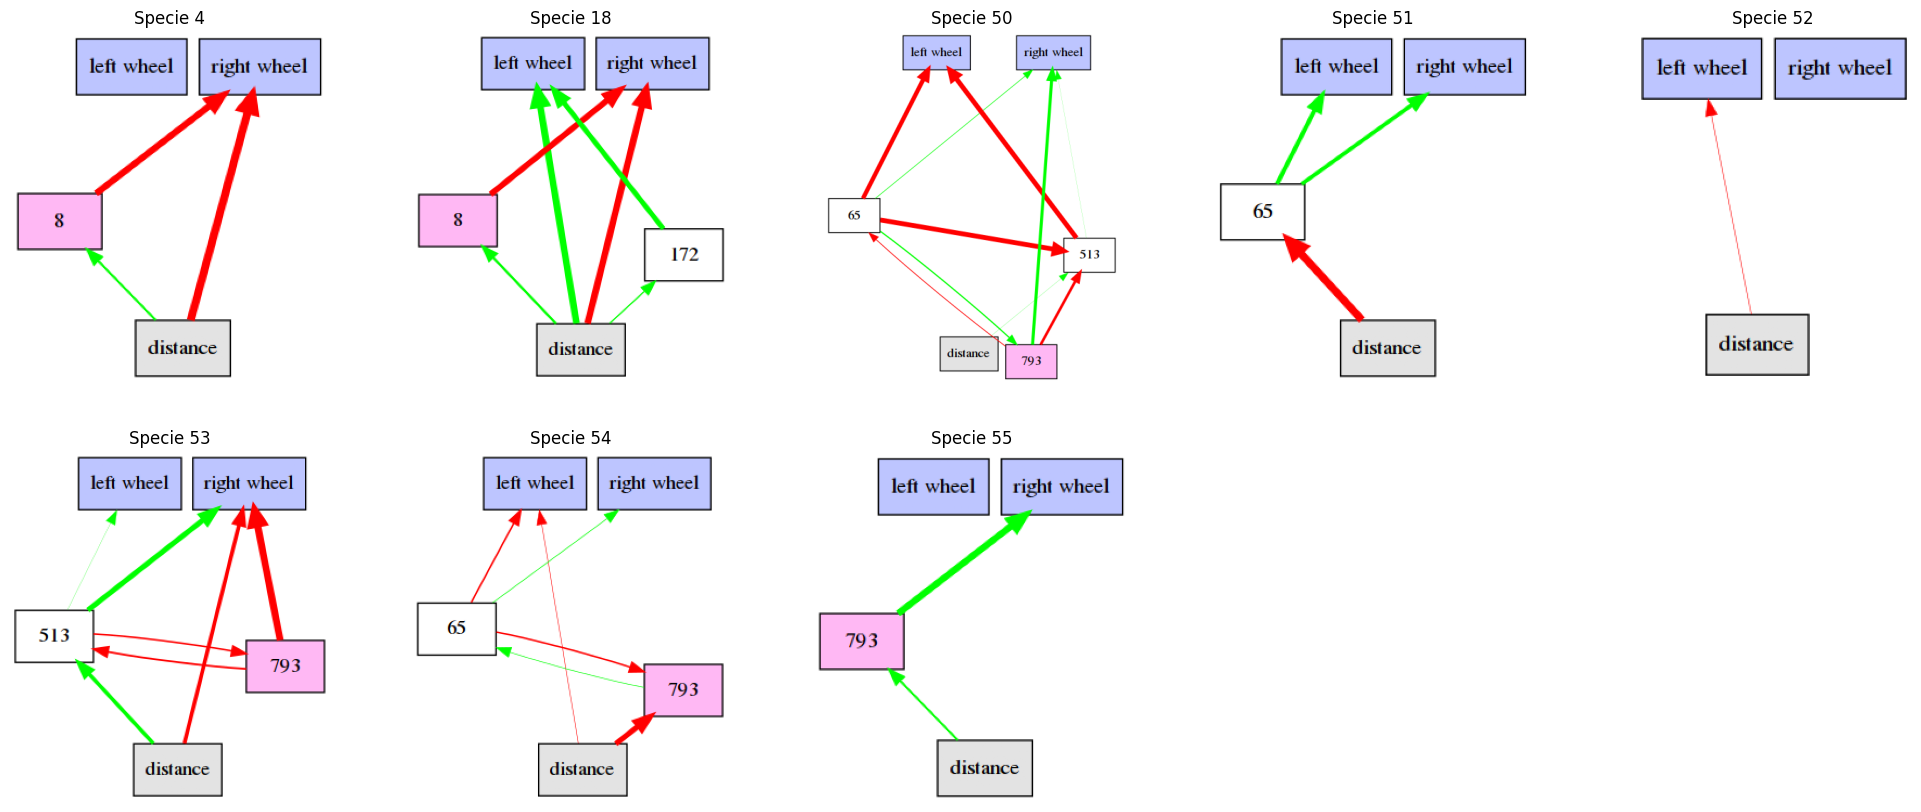 Specie 4
left wheel
right wheel
8
distance
Specie 18
left wheel
right wheel
8
172
distance
Specie 50
left wheel
right wheel
65
513
distance
793
Specie 51
left wheel
right wheel
65
distance
Specie 52
left wheel
right wheel
distance
Specie 53
left wheel
right wheel
513
793
distance
Specie 54
left wheel
right wheel
65
793
distance
Specie 55
left wheel
right wheel
793
distance